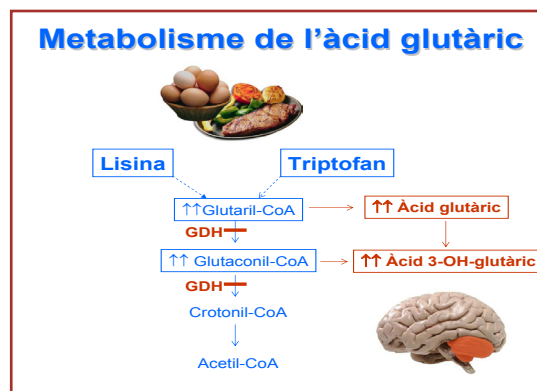 Metabolisme de l'àcid glutàric
Lisina
Triptofan
↑↑Glutaril-CoA
↑↑ Àcid glutàric
GDH
↑↑ Glutaconil-CoA
↑↑ Àcid 3-OH-glutàric
GDH
Crotonil-CoA
Acetil-CoA